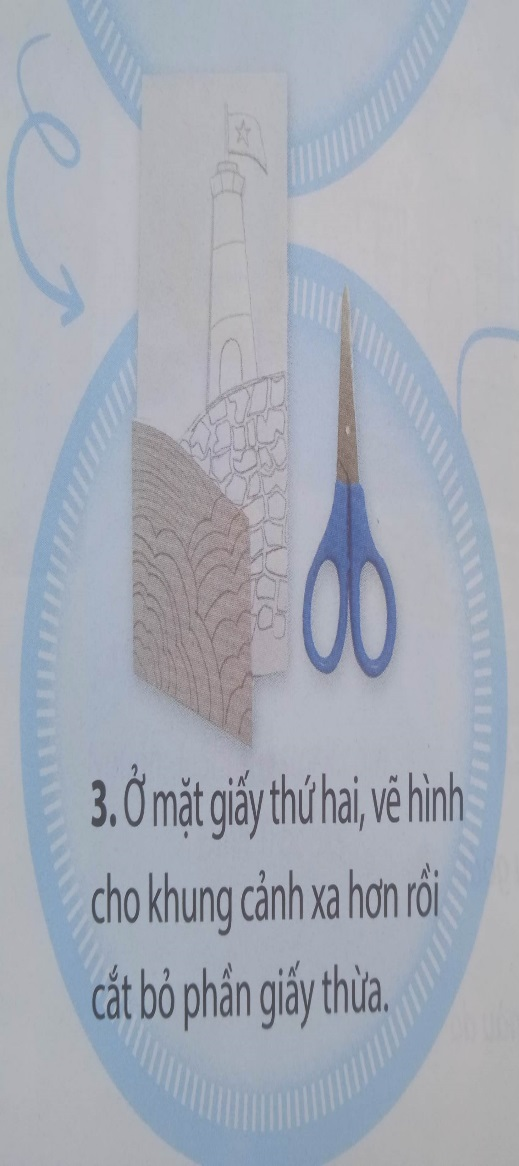 3. Ở mặt giấy thứ hai, vẽ hình
cho khung cảnh xa hơn rồi
cắt bỏ phần giấy thừa.